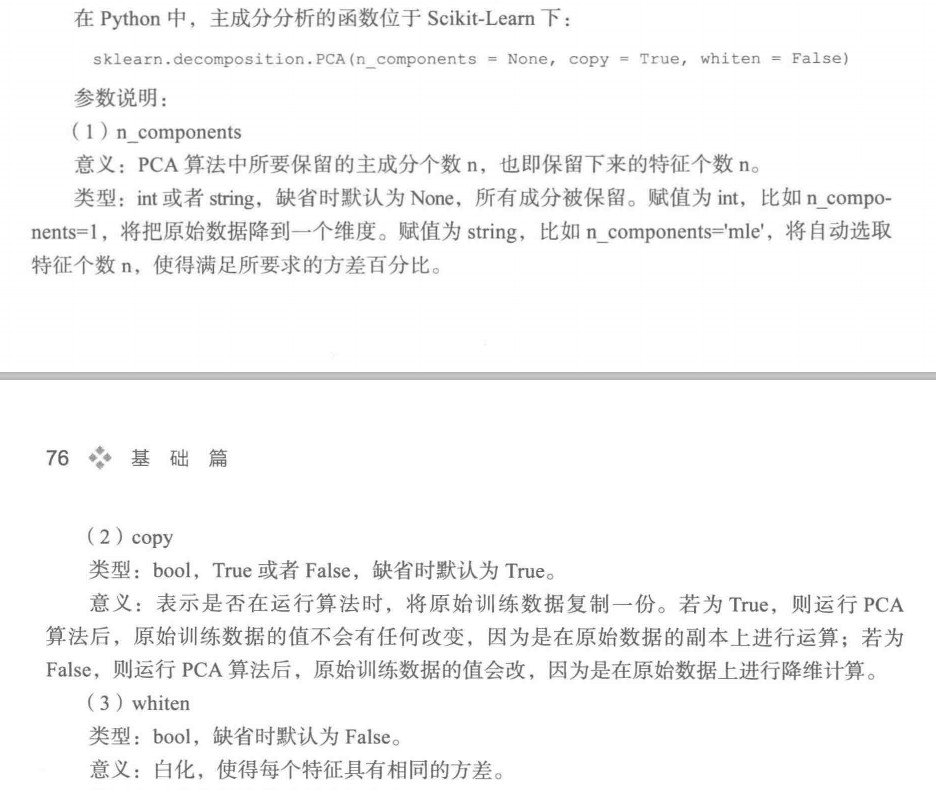 在 Python 中，主成分分析的函数位于 Scikit-Learn 下：
sklearn.decomposition.PCA(n_components = None, copy = True, whiten = False)
参数说明：
（1）n_components
意义：PCA 算法中所要保留的主成分个数 n，也即保留下来的特征个数 n。
类型：int 或者 string，缺省时默认为 None，所有成分被保留。赋值为 int，比如 n_compo-
nents=1，将把原始数据降到一个维度。赋值为 string，比如 n_components='mle'，将自动选取
特征个数 n，使得满足所要求的方差百分比。
76 基 础 篇
（2）copy
类型：bool，True 或者 False，缺省时默认为 True。
意义：表示是否在运行算法时，将原始训练数据复制一份。若为 True，则运行 PCA
算法后，原始训练数据的值不会有任何改变，因为是在原始数据的副本上进行运算；若为
False，则运行 PCA 算法后，原始训练数据的值会改，因为是在原始数据上进行降维计算。
（3）whiten
类型：bool，缺省时默认为 False。
意义：白化，使得每个特征具有相同的方差。